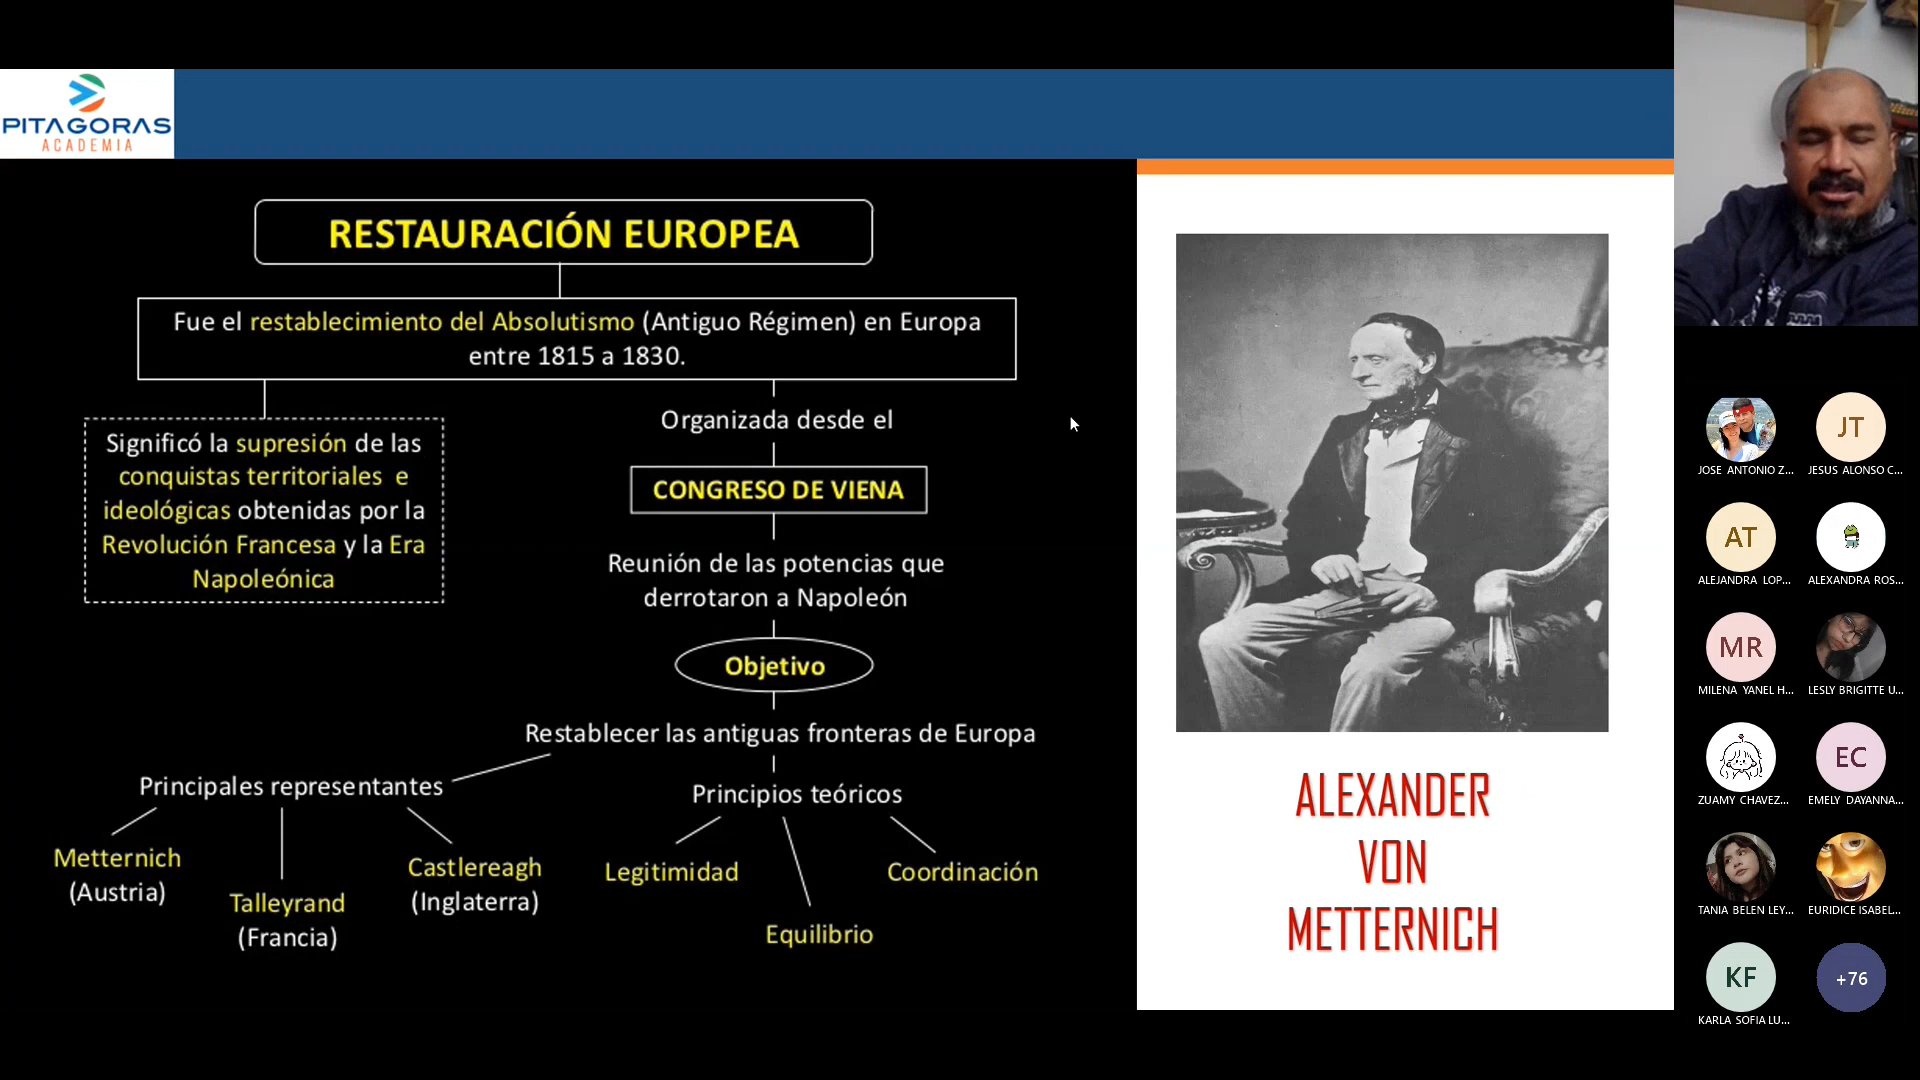 PITAGORAS
ACADEMIA
RESTAURACIÓN EUROPEA
Fue el restablecimiento del Absolutismo (Antiguo Régimen) en Europa
entre 1815 a 1830.
Significó la supresión de las
conquistas territoriales e
ideológicas obtenidas por la
Revolución Francesa y la Era
Napoleónica
Organizada desde el
CONGRESO DE VIENA
Reunión de las potencias que
derrotaron a Napoleón
Objetivo
Restablecer las antiguas fronteras de Europa
Principales representantes
Metternich
(Austria)
Talleyrand
(Francia)
Castlereagh
(Inglaterra)
Principios teóricos
Legitimidad
Equilibrio
Coordinación
ALEXANDER
VON
METTERNICH
JOSE ANTONIO Z...
JT
JESUS ALONSO C...
AT
ALEJANDRA LOP...
ALEXANDRA ROS...
MR
MILENA YANEL H...
LESLY BRIGITTE U...
ZUAMY CHAVEZ...
EC
EMELY DAYANNA...
TANIA BELEN LEY...
EURIDICE ISABEL...
KF
KARLA SOFIA LU...
+76